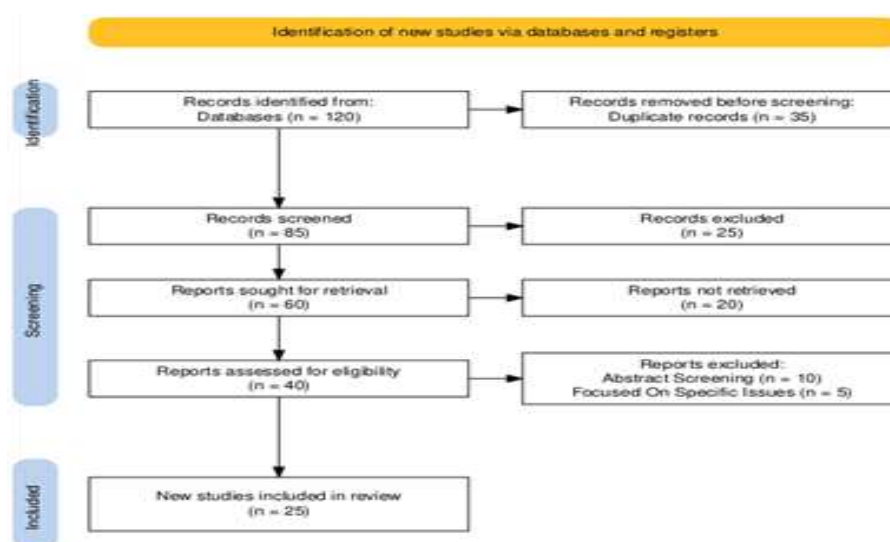 Identification of new studies via databases and registers
Identification
Records identified from:
Databases (n = 120)
Records removed before screening:
Duplicate records (n = 35)
Screening
Records screened
(n = 85)
Records excluded
(n = 25)
Reports sought for retrieval
(n = 60)
Reports not retrieved
(n = 20)
Reports assessed for eligibility
(n = 40)
Reports excluded:
Abstract Screening (n = 10)
Focused On Specific Issues (n = 5)
Included
New studies included in review
(n = 25)